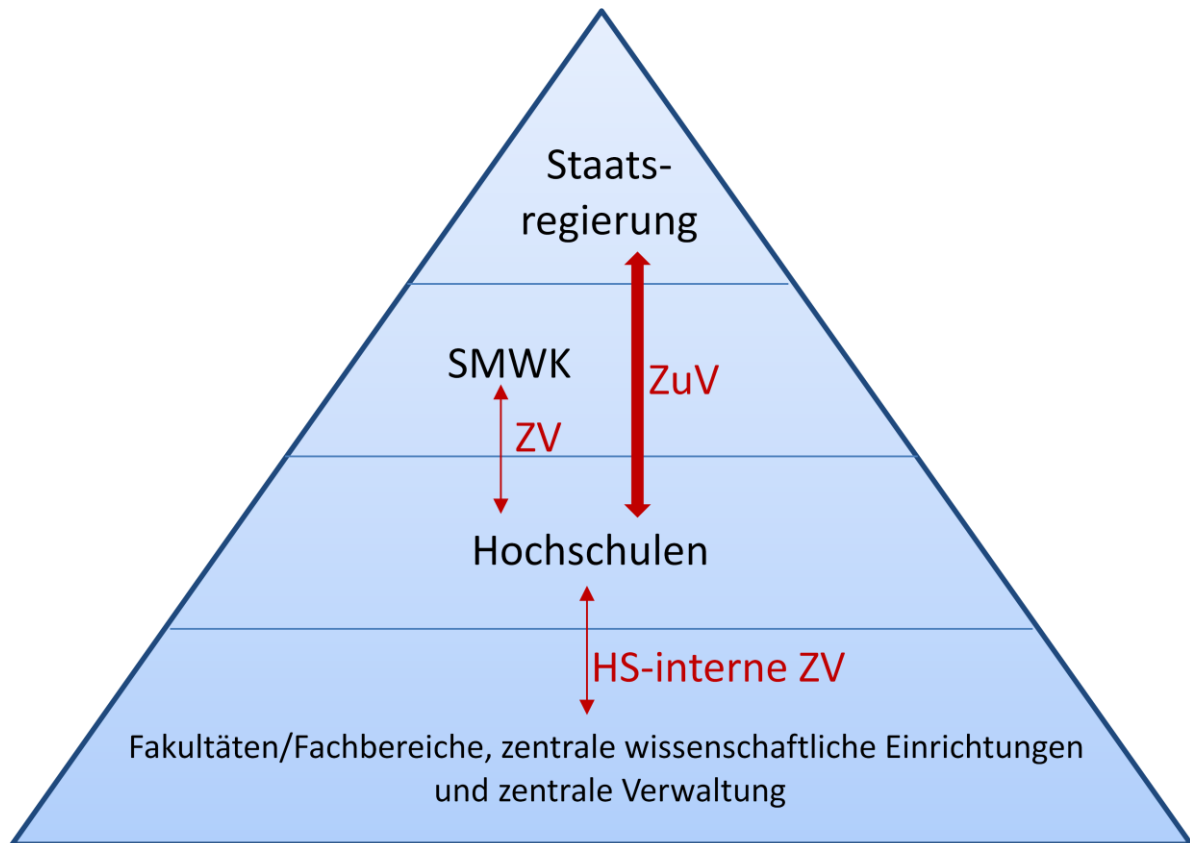 Staats-
regierung
SMWK
ZuV
ZV
Hochschulen
HS-interne ZV
Fakultäten/Fachbereiche, zentrale wissenschaftliche Einrichtungen
und zentrale Verwaltung